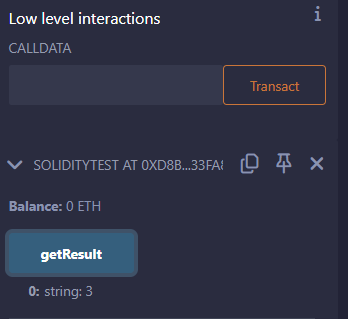 Low level interactions
CALLDATA
Transact
SOLIDITYTEST AT 0XD8B...33FA8
Balance: 0 ETH
getResult
0: string: 3